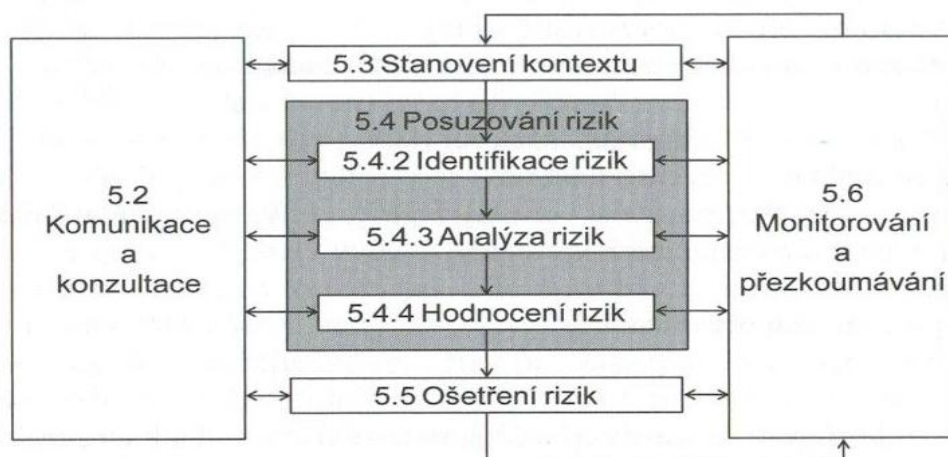 5.3 Stanovení kontextu
5.4 Posuzování rizik
5.4.2 Identifikace rizik
5.2
Komunikace
a
konzultace
5.4.3 Analýza rizik
5.6
Monitorování
a
přezkoumávání
5.4.4 Hodnocení rizik
5.5 Ošetření rizik